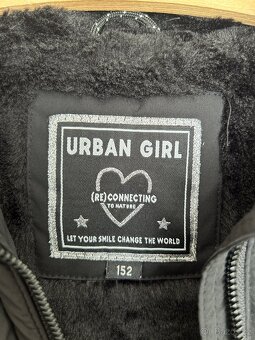 URBAN GIRL
(RE)CONNECTING
TO NATURE
LET YOUR SMILE CHANGE THE WORLD
152